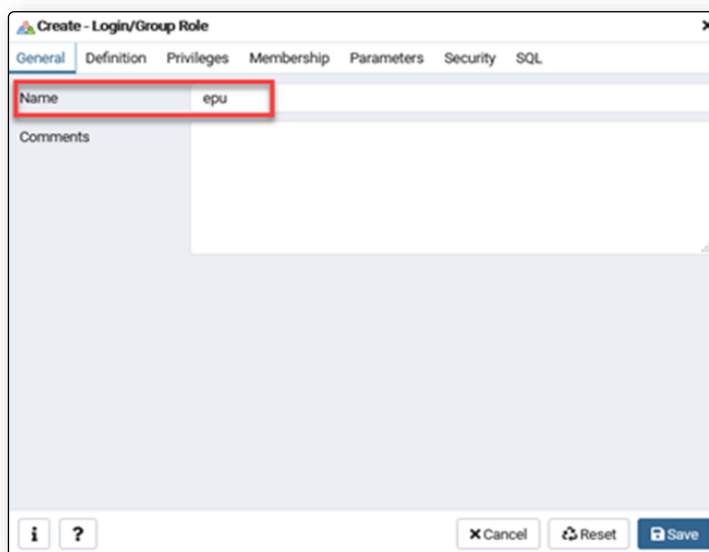 Create - Login/Group Role
General Definition Privileges Membership Parameters Security SQL
Name epu
Comments
i ? Cancel Reset Save